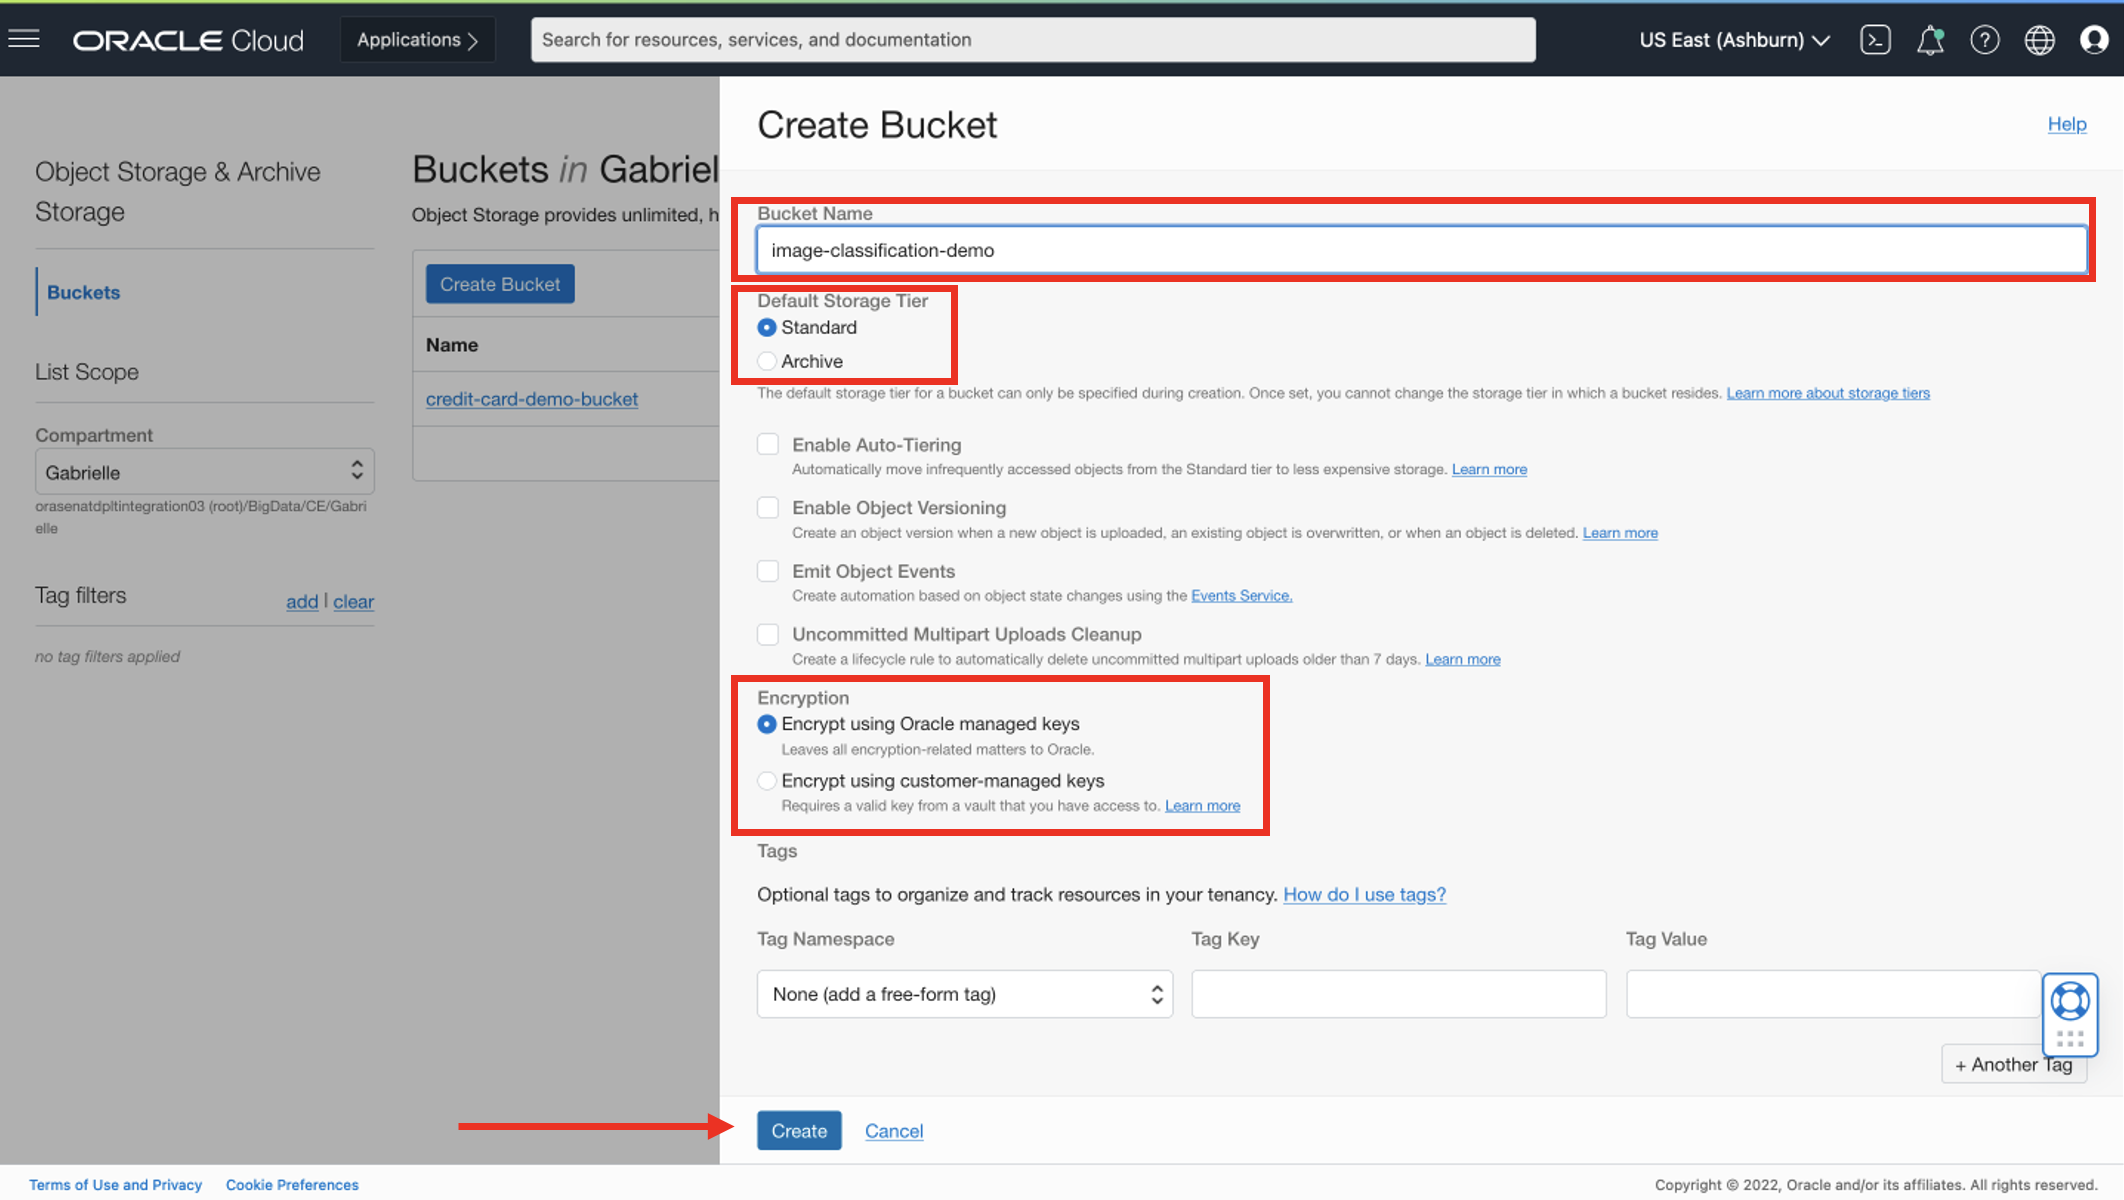 ORACLE Cloud
Applications
Search for resources, services, and documentation
US East (Ashburn)
Object Storage & Archive
Storage
Buckets
List Scope
Compartment
Gabrielle
orasenatdpltintegration03 (root)/BigData/CE/Gabri
elle
Tag filters
add | clear
no tag filters applied
Buckets in Gabriel
Object Storage provides unlimited, h
Create Bucket
Name
credit-card-demo-bucket
Create Bucket
Help
Bucket Name
image-classification-demo
Default Storage Tier
Standard
Archive
The default storage tier for a bucket can only be specified during creation. Once set, you cannot change the storage tier in which a bucket resides. Learn more about storage tiers
Enable Auto-Tiering
Automatically move infrequently accessed objects from the Standard tier to less expensive storage. Learn more
Enable Object Versioning
Create an object version when a new object is uploaded, an existing object is overwritten, or when an object is deleted. Learn more
Emit Object Events
Create automation based on object state changes using the Events Service.
Uncommitted Multipart Uploads Cleanup
Create a lifecycle rule to automatically delete uncommitted multipart uploads older than 7 days. Learn more
Encryption
Encrypt using Oracle managed keys
Leaves all encryption-related matters to Oracle.
Encrypt using customer-managed keys
Requires a valid key from a vault that you have access to. Learn more
Tags
Optional tags to organize and track resources in your tenancy. How do I use tags?
Tag Namespace
Tag Key
Tag Value
None (add a free-form tag)
+ Another Tag
Create
Cancel
Terms of Use and Privacy
Cookie Preferences
Copyright © 2022, Oracle and/or its affiliates. All rights reserved.